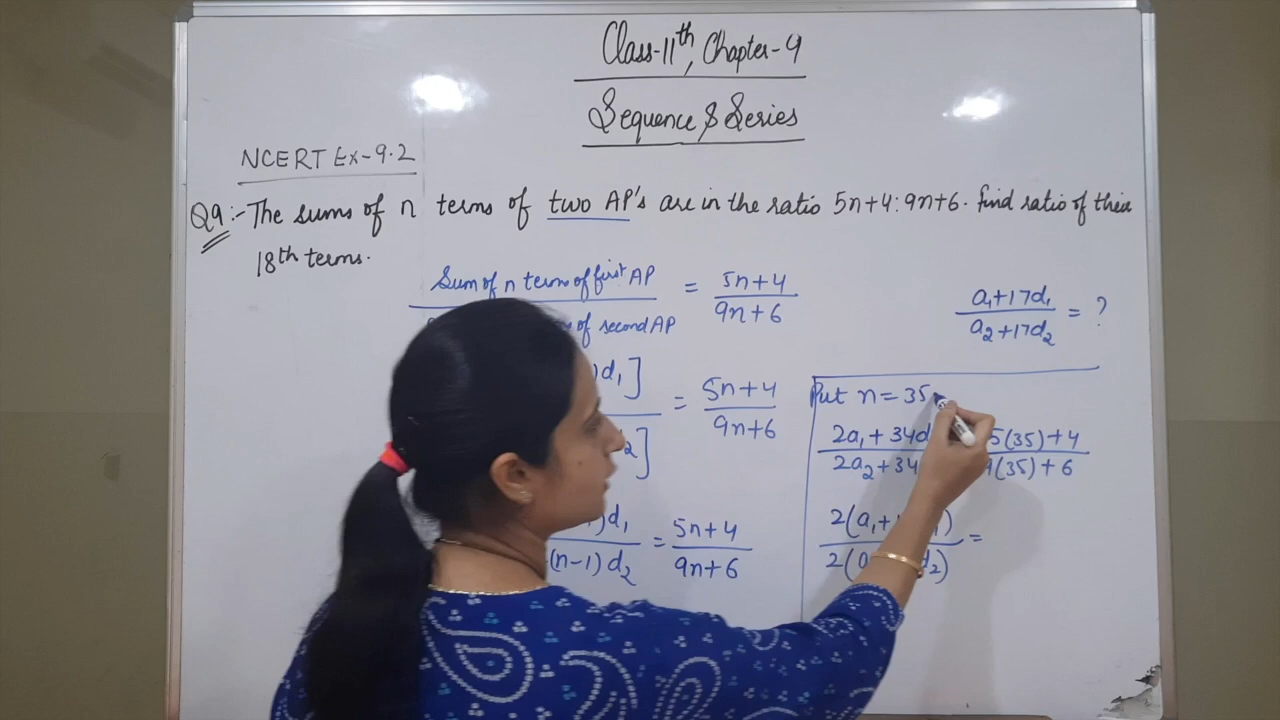 Class-11th, Chapter-9
Sequence & Series
NCERT Ex-9.2
Q9:- The sums of n terms of two AP's are in the ratio 5n+4:9n+6. find ratio of their
18th terms.
Sum of n term of first AP = 5n+4
of second AP 9n+6
a₁+17d₁ = ?
a₂+17d₂
d₁] = 5n+4
] 9n+6
)d₁ = 5n+4
(n-1)d₂ 9n+6
Put n=35
2a₁+34d 5(35)+4
2a₂+34 (35)+6
2(a₁+ ) =
2( d₂)